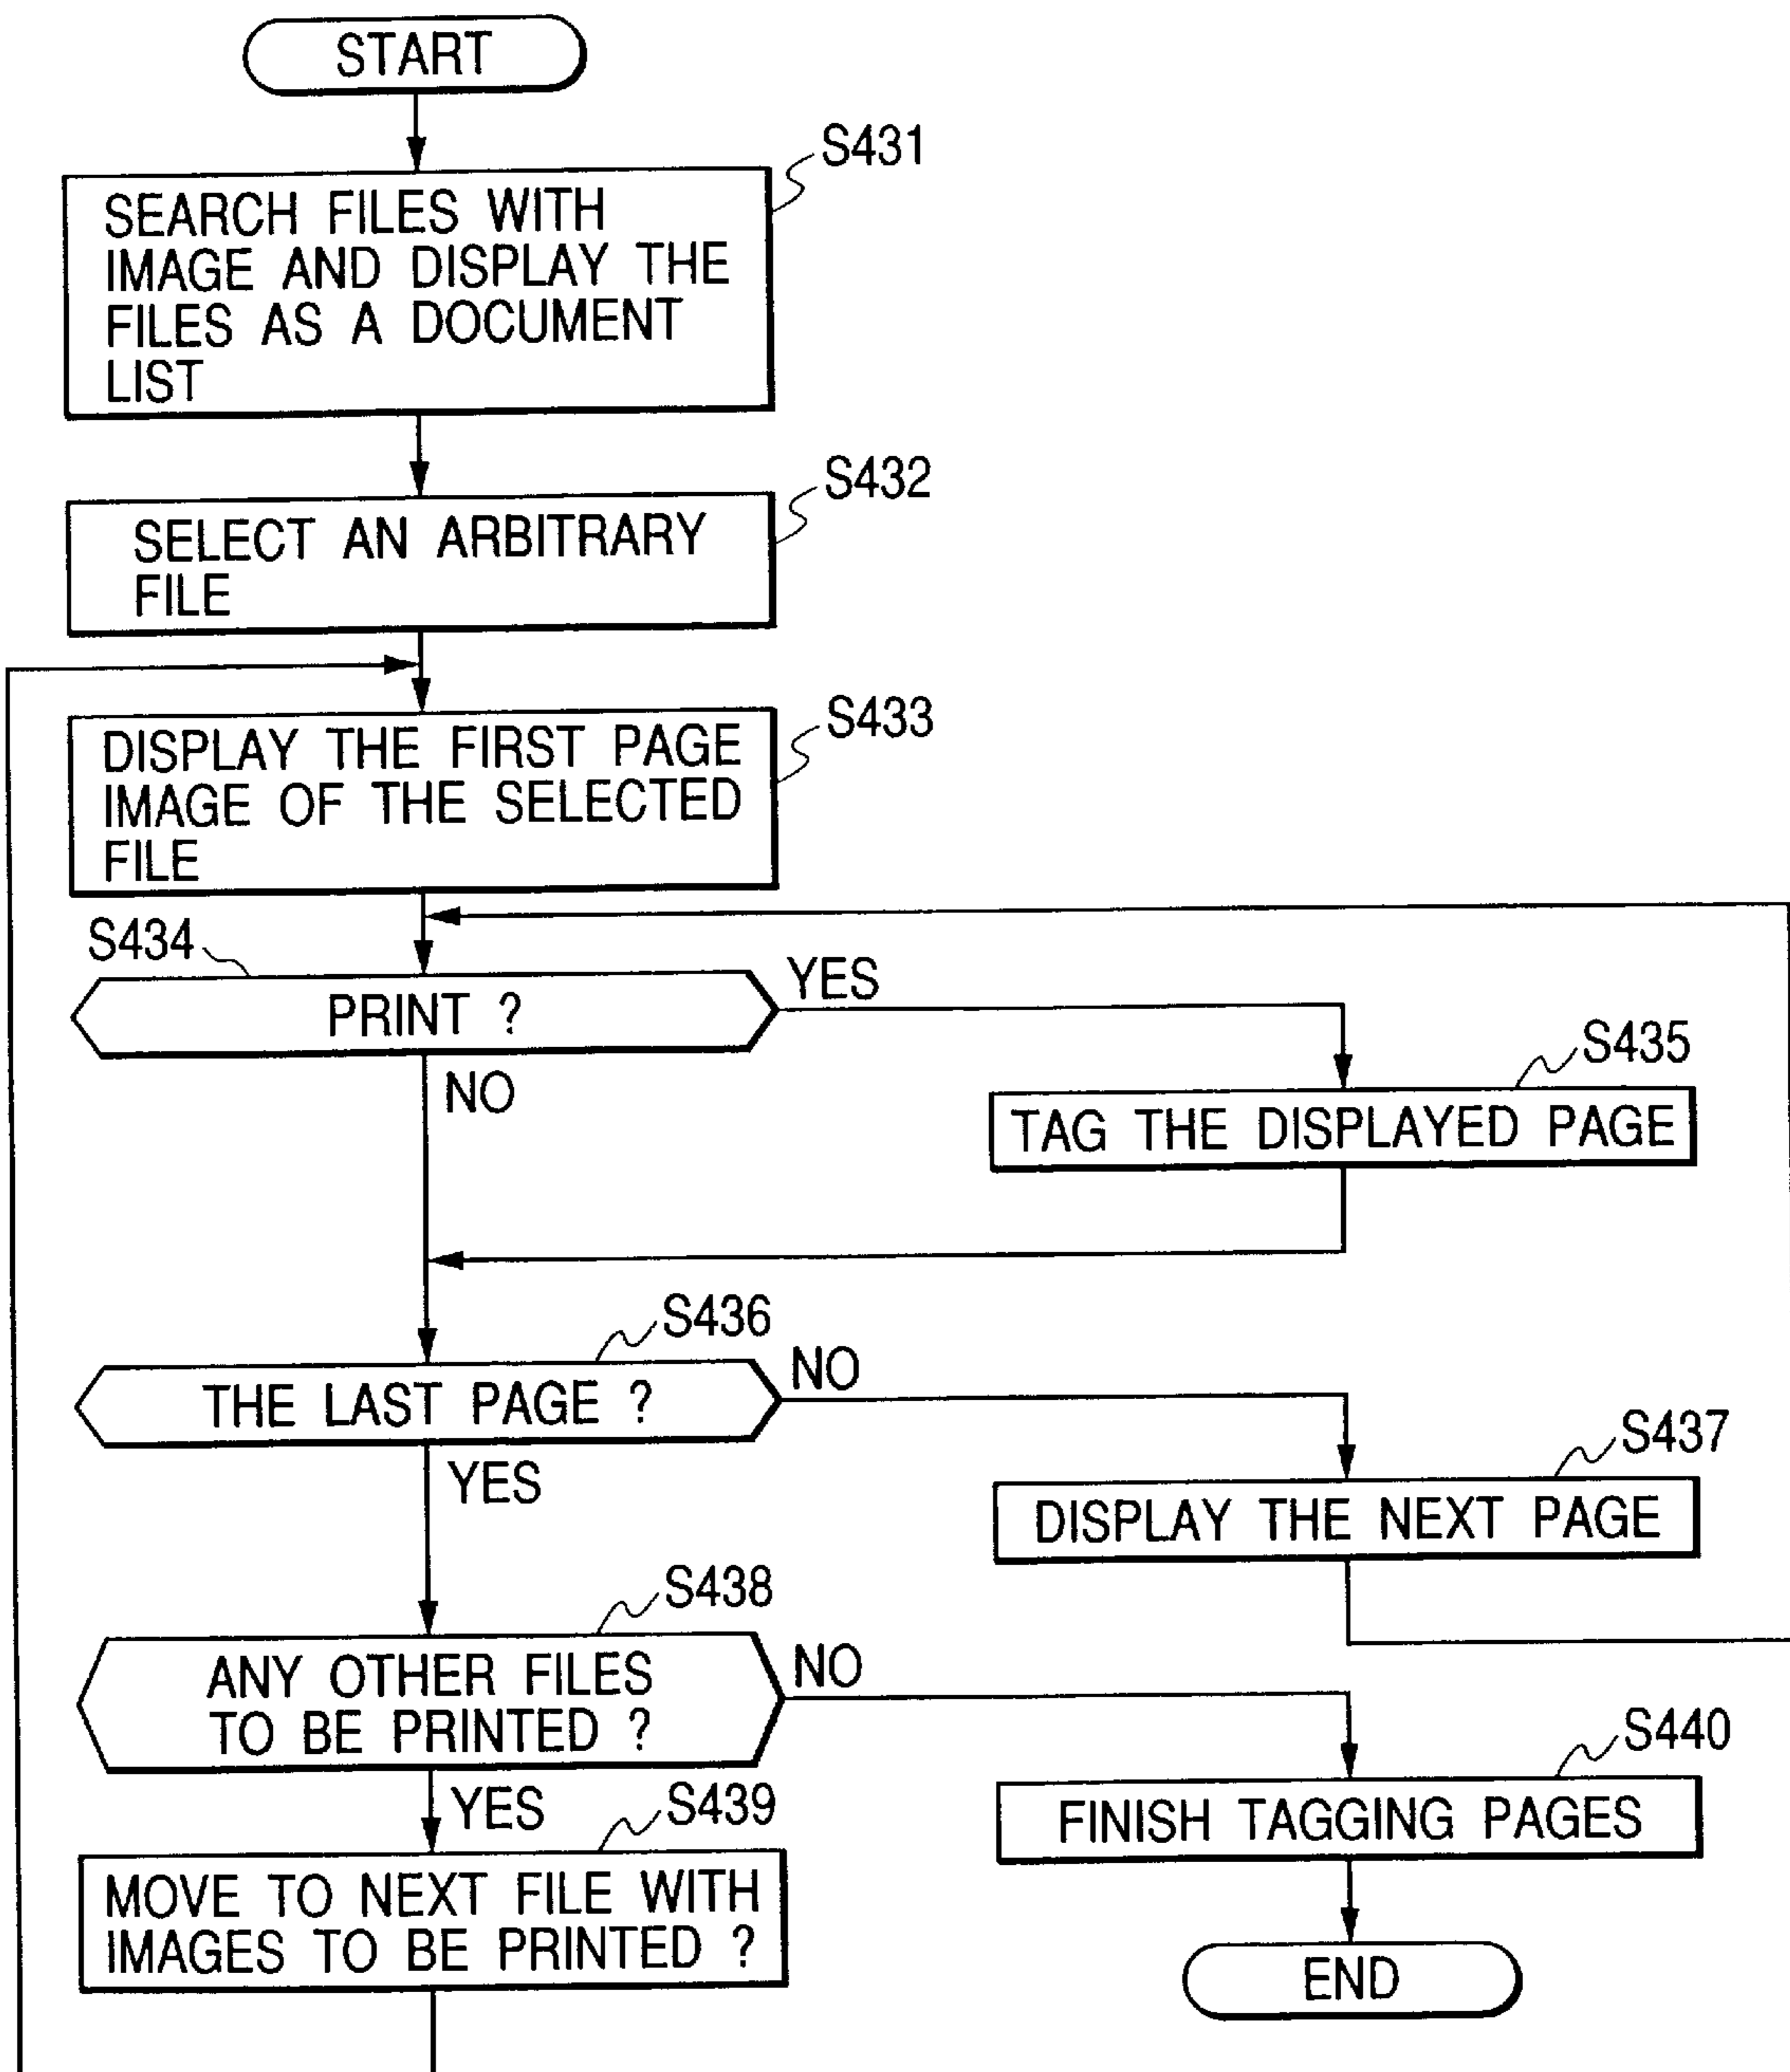 START
S431
SEARCH FILES WITH
IMAGE AND DISPLAY THE
FILES AS A DOCUMENT
LIST
S432
SELECT AN ARBITRARY
FILE
S433
DISPLAY THE FIRST PAGE
IMAGE OF THE SELECTED
FILE
S434
PRINT ?
YES
NO
S435
TAG THE DISPLAYED PAGE
S436
THE LAST PAGE ?
NO
YES
S437
DISPLAY THE NEXT PAGE
S438
ANY OTHER FILES
TO BE PRINTED ?
NO
YES
S440
FINISH TAGGING PAGES
S439
MOVE TO NEXT FILE WITH
IMAGES TO BE PRINTED ?
END